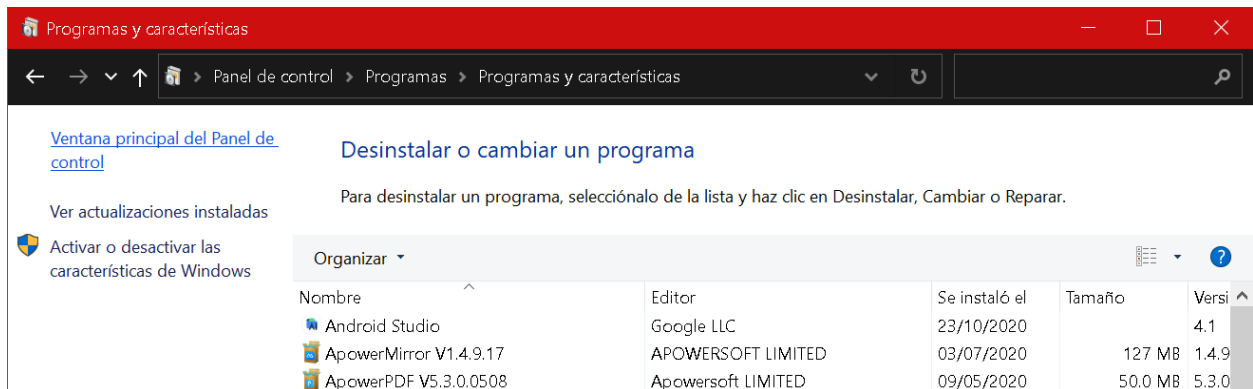 Programas y características
Panel de control > Programas > Programas y características
Ventana principal del Panel de
control
Ver actualizaciones instaladas
Activar o desactivar las
características de Windows
Desinstalar o cambiar un programa
Para desinstalar un programa, selecciónalo de la lista y haz clic en Desinstalar, Cambiar o Reparar.
Organizar
Nombre Editor Se instaló el Tamaño Versi
Android Studio Google LLC 23/10/2020 4.1
ApowerMirror V1.4.9.17 APOWERSOFT LIMITED 03/07/2020 127 MB 1.4.9
ApowerPDF V5.3.0.0508 Apowersoft LIMITED 09/05/2020 50.0 MB 5.3.0